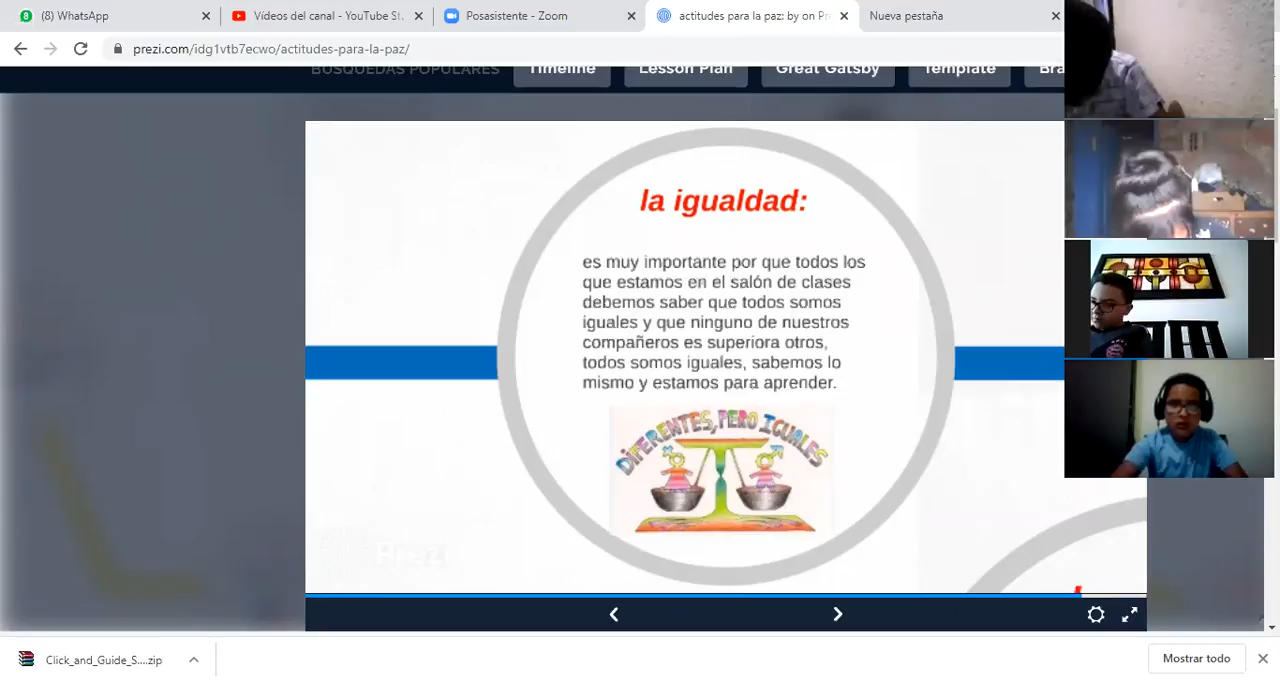 (8) WhatsApp
Vídeos del canal - YouTube St
Posasistente - Zoom
actitudes para la paz: by on Pre
Nueva pestaña
prezi.com/idg1vtb7ecwo/actitudes-para-la-paz/
BÚSQUEDAS POPULARES
Timeline
Lesson Plan
Great Gatsby
Template
Bra
la igualdad:
es muy importante por que todos los
que estamos en el salón de clases
debemos saber que todos somos
iguales y que ninguno de nuestros
compañeros es superiora otros,
todos somos iguales, sabemos lo
mismo y estamos para aprender.
DIFERENTES, PERO IGUALES
Prezi
Click_and_Guide_S....zip
Mostrar todo